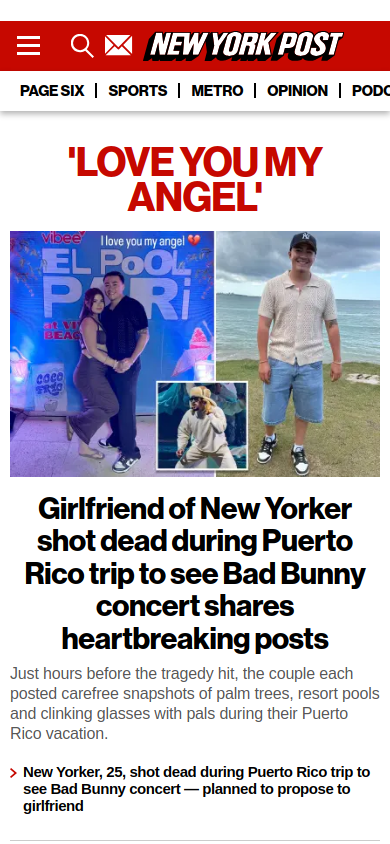 NEW YORK POST
PAGE SIX | SPORTS | METRO | OPINION | PODC
'LOVE YOU MY
ANGEL'
vibee
I love you my angel 💔
EL PooL
PARi
COCO
FRÍO
Girlfriend of New Yorker
shot dead during Puerto
Rico trip to see Bad Bunny
concert shares
heartbreaking posts
Just hours before the tragedy hit, the couple each
posted carefree snapshots of palm trees, resort pools
and clinking glasses with pals during their Puerto
Rico vacation.
New Yorker, 25, shot dead during Puerto Rico trip to
see Bad Bunny concert — planned to propose to
girlfriend